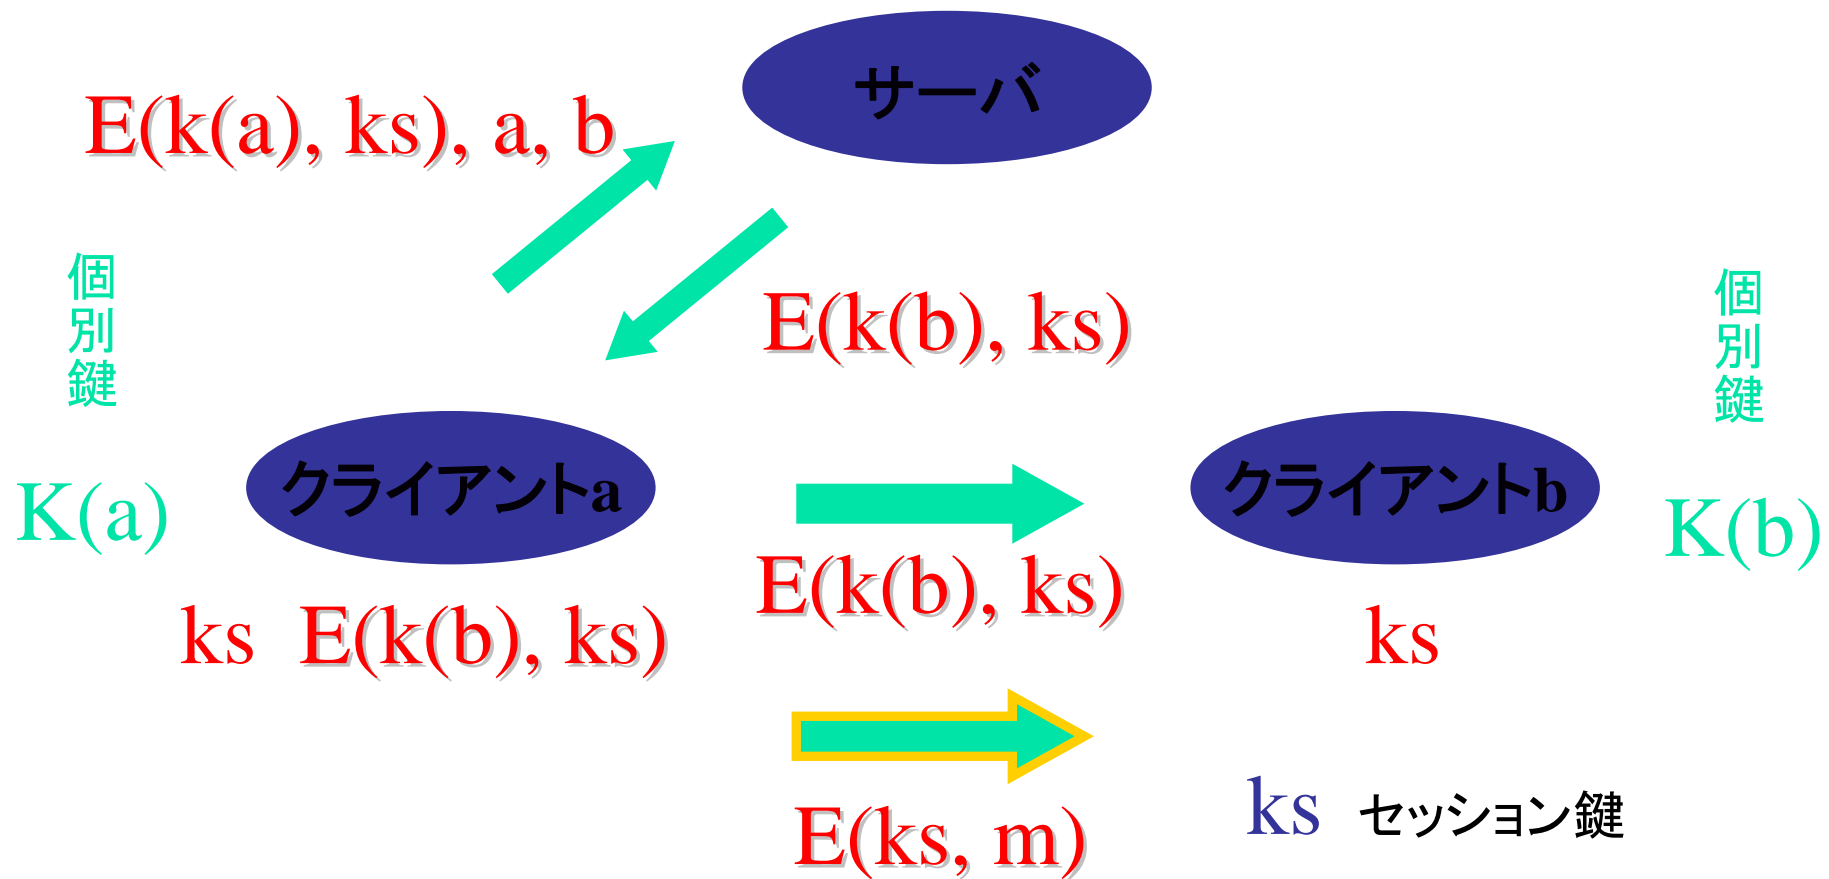 サーバ
E(k(a), ks), a, b
個別鍵
個別鍵
E(k(b), ks)
クライアントa
クライアントb
K(a)
K(b)
E(k(b), ks)
ks E(k(b), ks)
ks
E(ks, m)
ks セッション鍵